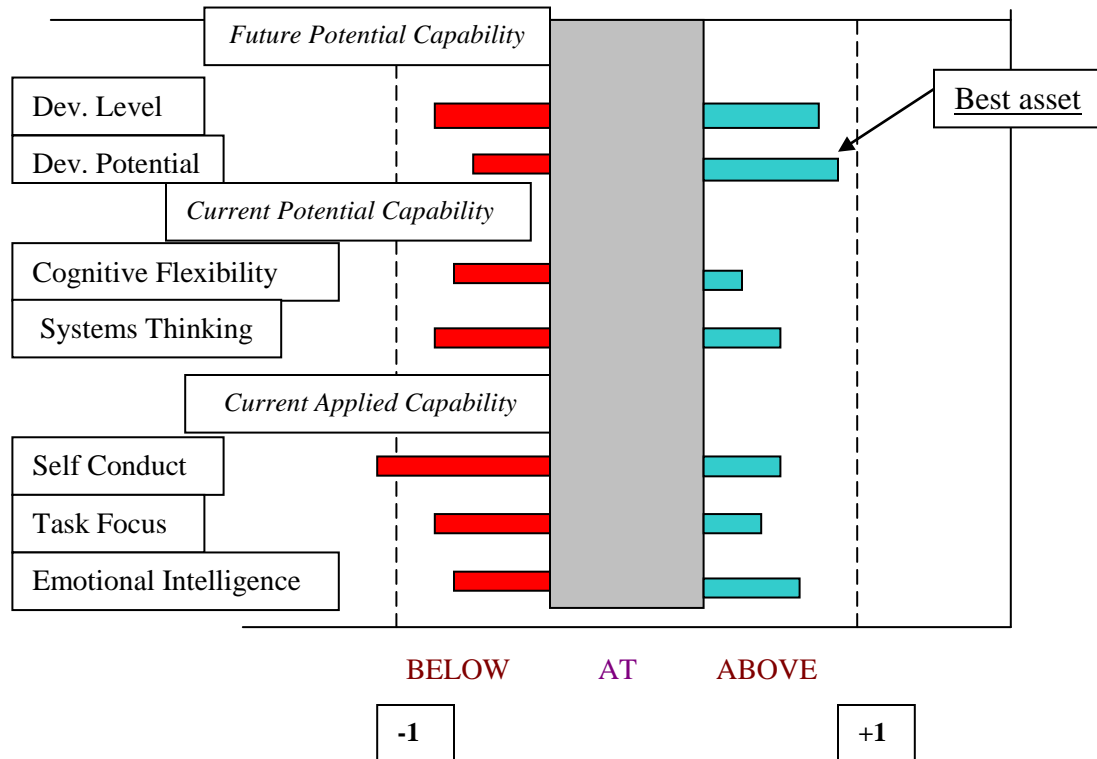 Future Potential Capability
Dev. Level
Best asset
Dev. Potential
Current Potential Capability
Cognitive Flexibility
Systems Thinking
Current Applied Capability
Self Conduct
Task Focus
Emotional Intelligence
BELOW AT ABOVE
-1 +1